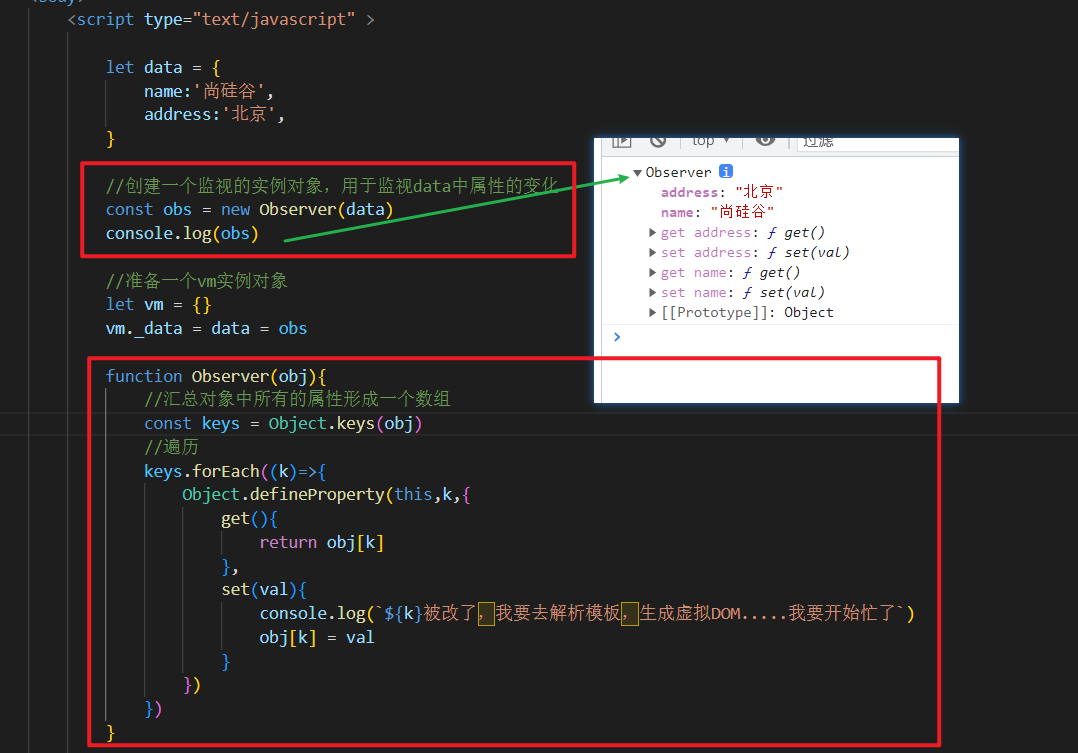 <body>
<script type="text/javascript" >
let data = {
name:'尚硅谷',
address:'北京',
}
//创建一个监视的实例对象，用于监视data中属性的变化
const obs = new Observer(data)
console.log(obs)
//准备一个vm实例对象
let vm = {}
vm._data = data = obs
top
过滤
Observer i
address: "北京"
name: "尚硅谷"
get address: ƒ get()
set address: ƒ set(val)
get name: ƒ get()
set name: ƒ set(val)
[[Prototype]]: Object
function Observer(obj){
//汇总对象中所有的属性形成一个数组
const keys = Object.keys(obj)
//遍历
keys.forEach((k)=>{
Object.defineProperty(this,k,{
get(){
return obj[k]
},
set(val){
console.log(`${k}被改了，我要去解析模板，生成虚拟DOM.....我要开始忙了`)
obj[k] = val
}
})
})
}